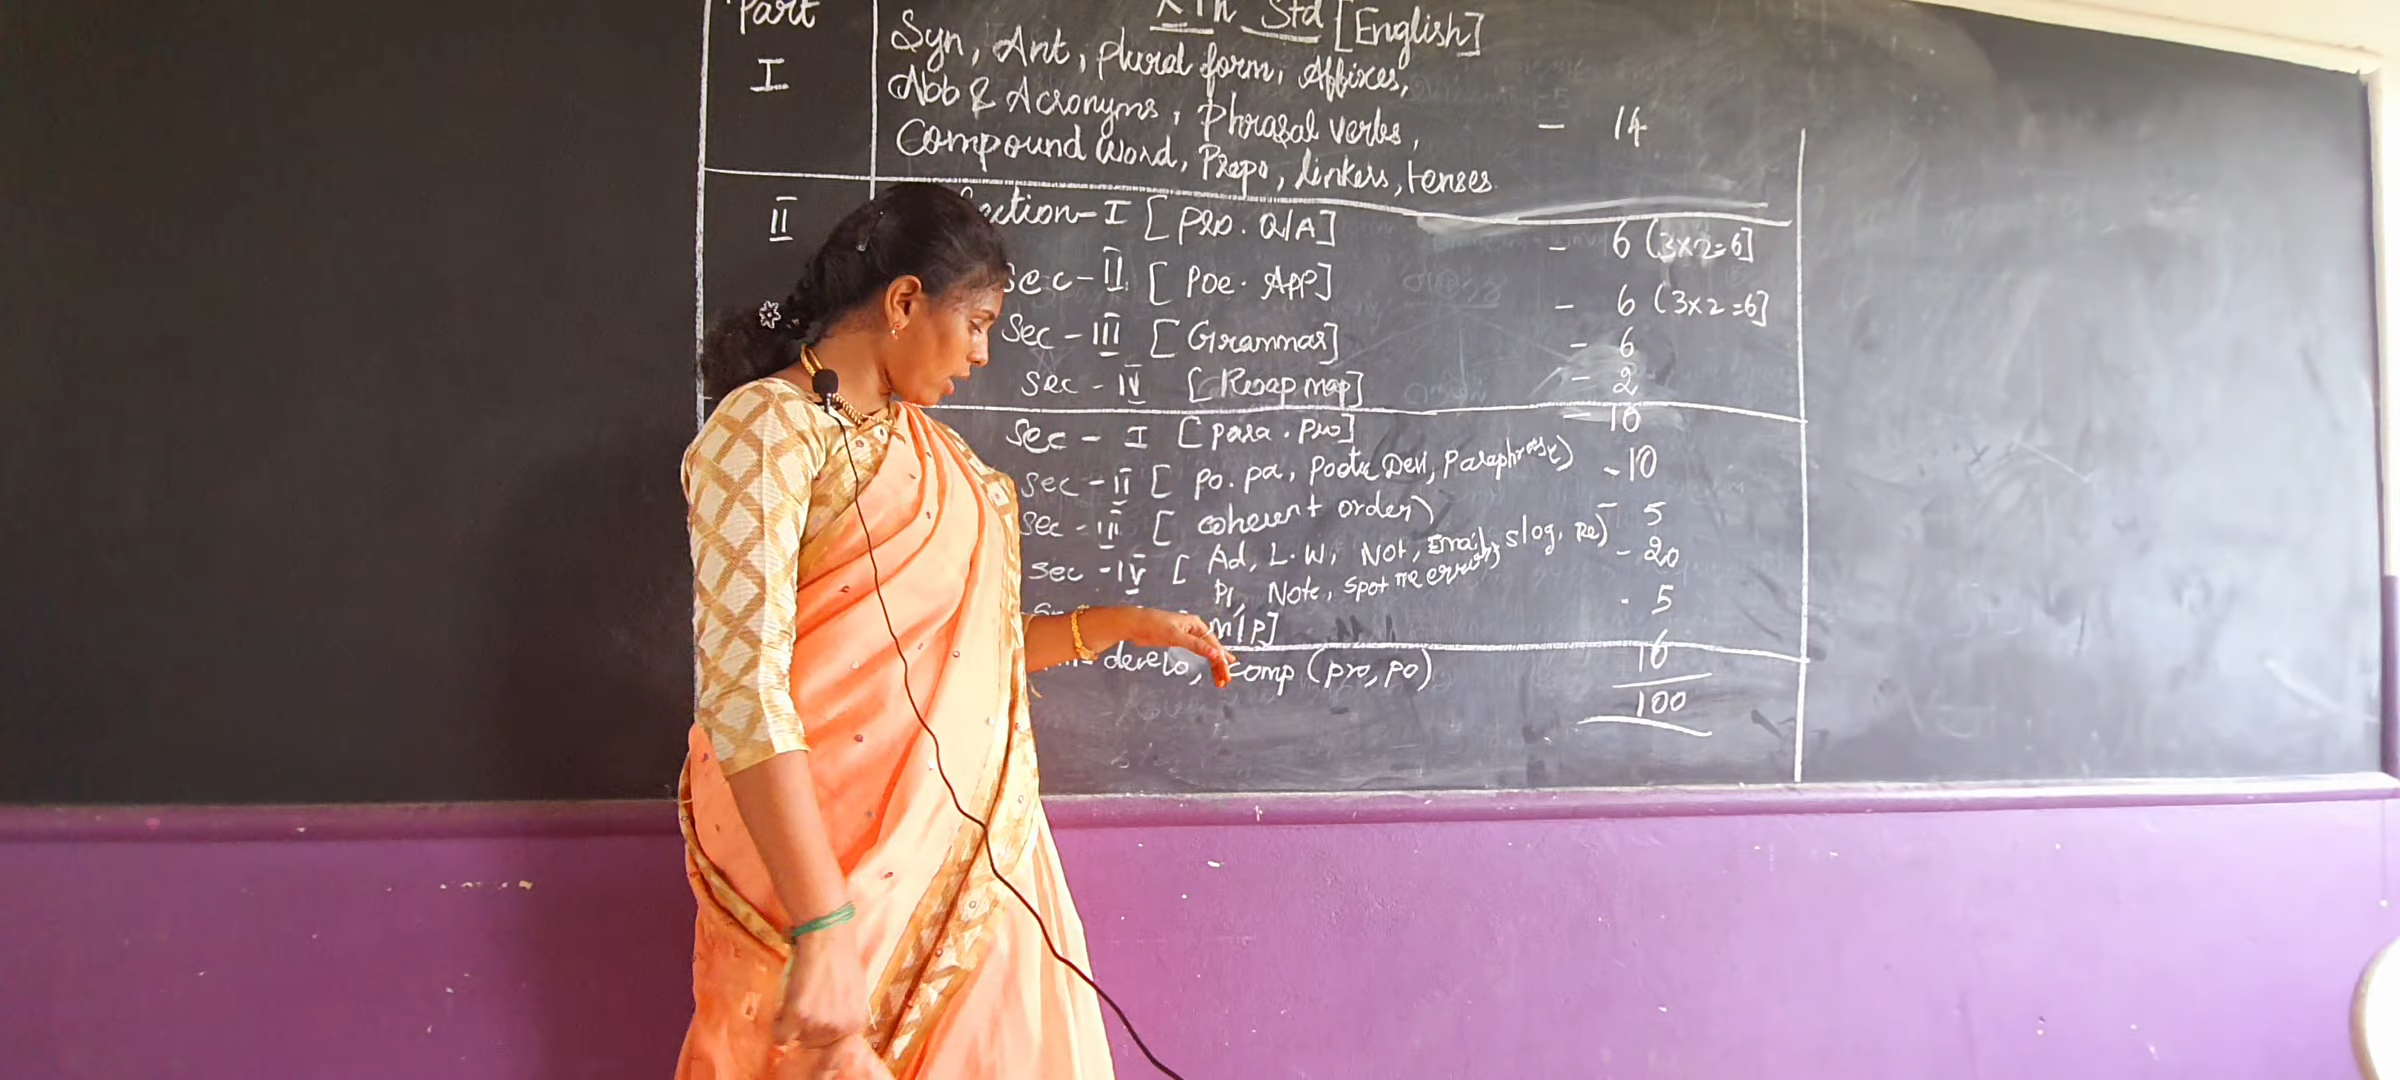 Part
Xth Std [English]
I
Syn, Ant, plural form, Affixes,
Abb & Acronyms, Phrasal verbs,
Compound Word, Prepo, linkers, tenses
- 14
II
Section-I [pro. Q/A] - 6 (3x2=6]
Sec-II [Poe. App] - 6 (3x2=6]
Sec-III [Grammar] - 6
Sec-IV [Roap map] - 2
Sec-I [para. pro] - 10
Sec-II [po. pa, Poetic Devi, Paraphrase) - 10
Sec-III [coherent order) - 5
Sec-IV [Ad, L.W, Not, Email, slog, Re) - 20
Pi, Note, Spot the errors)
m/p] - 5
develo, comp (pro, po) 16
100